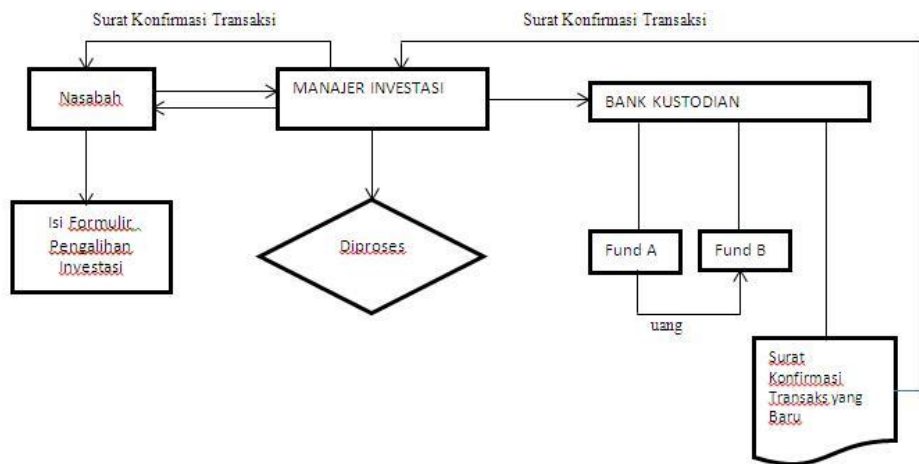 Surat Konfirmasi Transaksi
Surat Konfirmasi Transaksi
Nasabah
MANAJER INVESTASI
BANK KUSTODIAN
Isi Formulir
Pengalihan
Investasi
Diproses
Fund A
Fund B
uang
Surat
Konfirmasi
Transaks yang
Baru